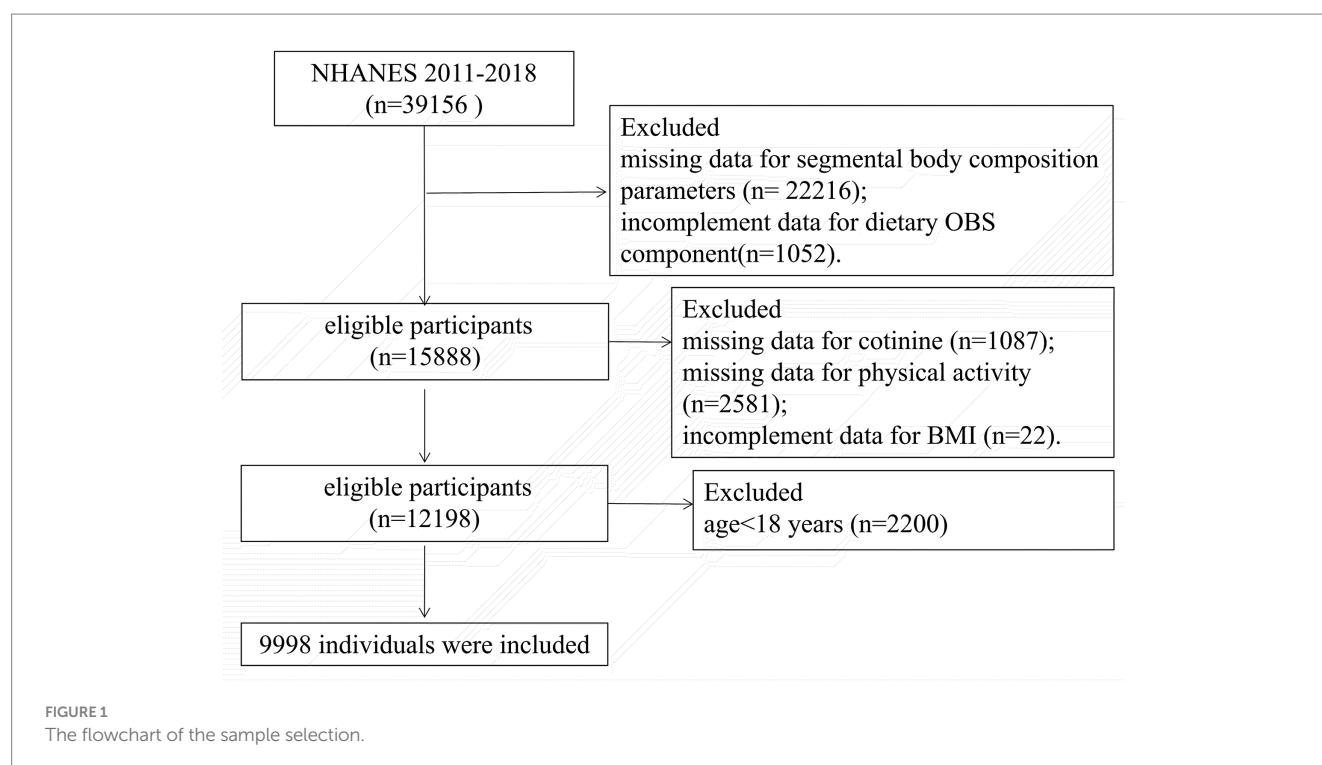 NHANES 2011-2018
(n=39156 )
Excluded
missing data for segmental body composition
parameters (n= 22216);
incomplement data for dietary OBS
component(n=1052).
eligible participants
(n=15888)
Excluded
missing data for cotinine (n=1087);
missing data for physical activity
(n=2581);
incomplement data for BMI (n=22).
eligible participants
(n=12198)
Excluded
age<18 years (n=2200)
9998 individuals were included
FIGURE 1
The flowchart of the sample selection.